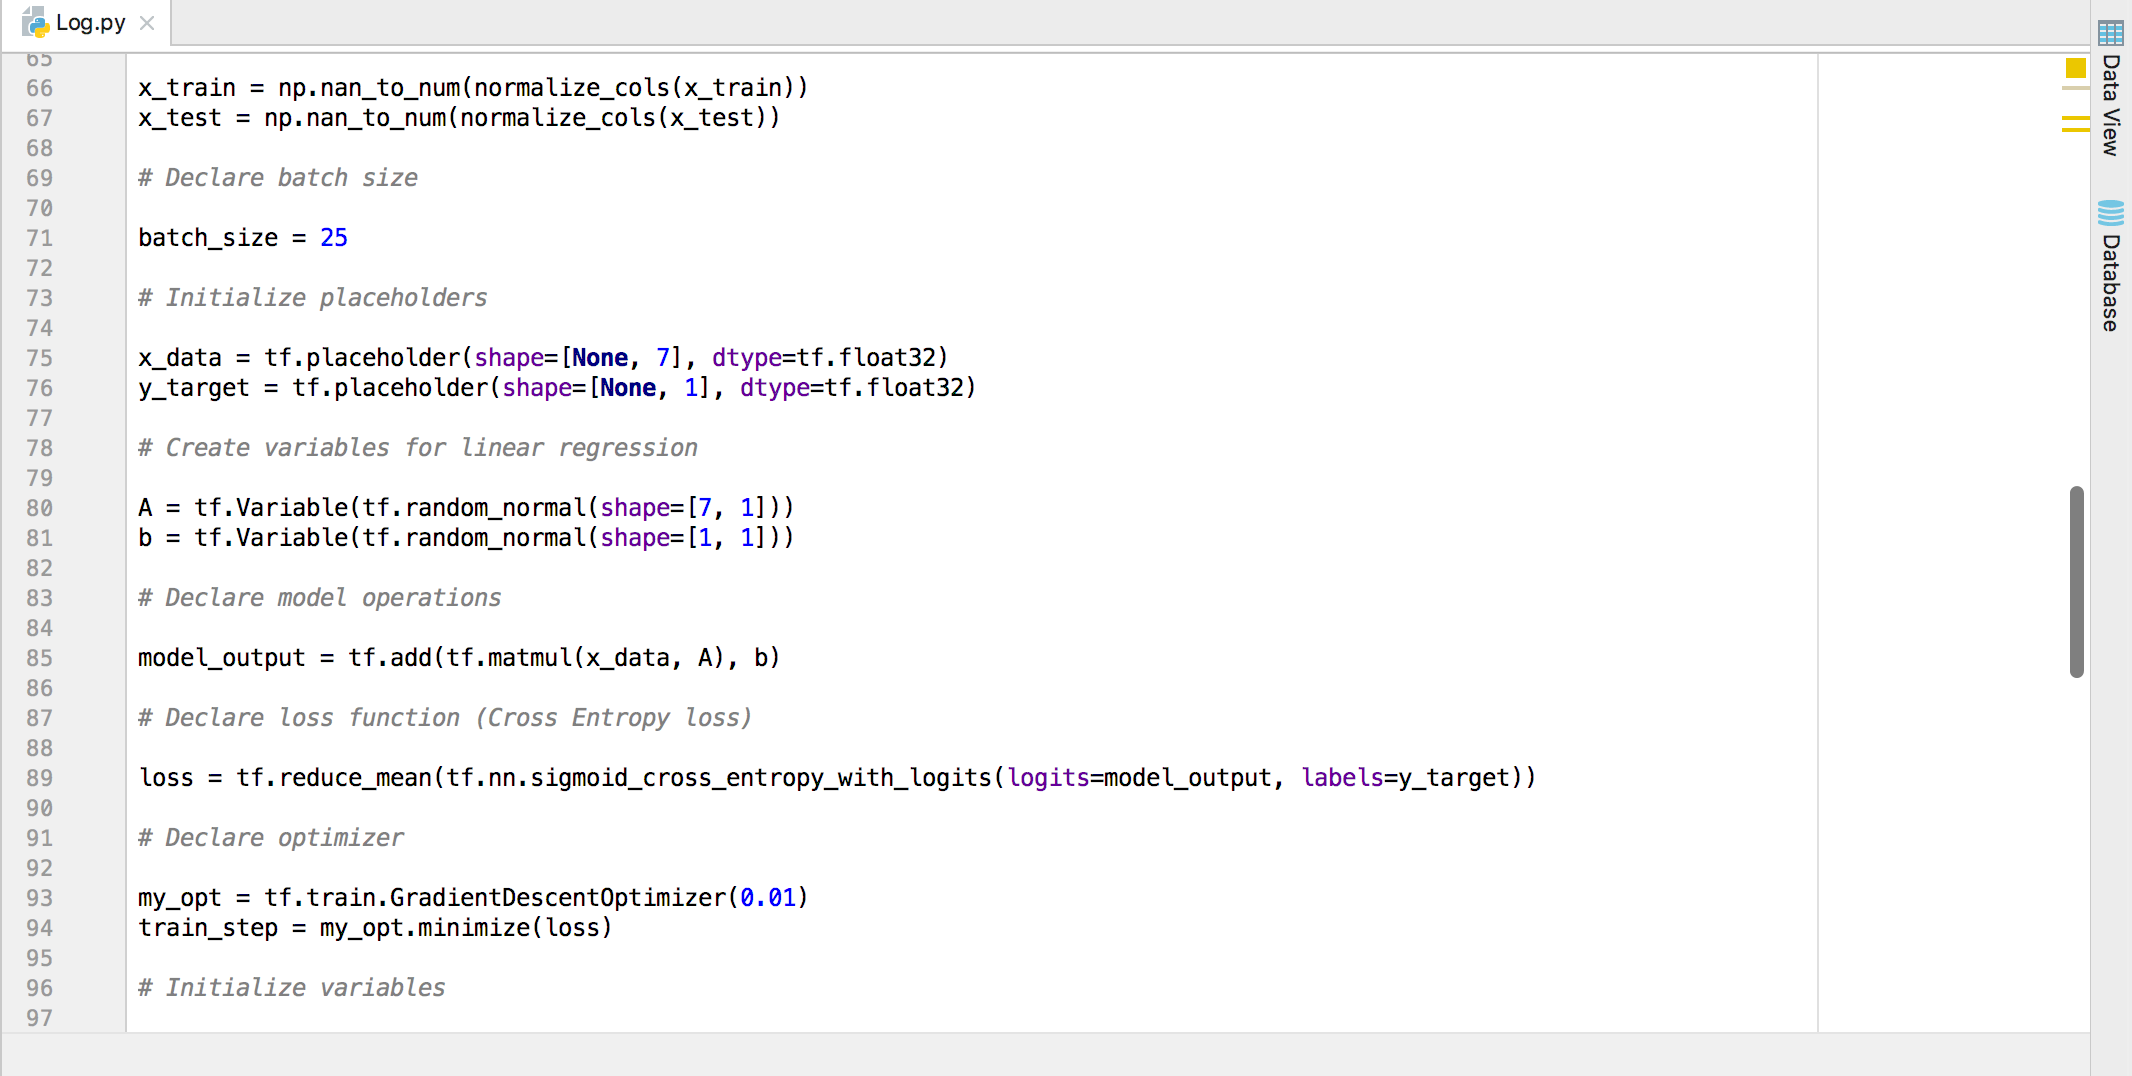 Log.py
65
66 x_train = np.nan_to_num(normalize_cols(x_train))
67 x_test = np.nan_to_num(normalize_cols(x_test))
68
69 # Declare batch size
70
71 batch_size = 25
72
73 # Initialize placeholders
74
75 x_data = tf.placeholder(shape=[None, 7], dtype=tf.float32)
76 y_target = tf.placeholder(shape=[None, 1], dtype=tf.float32)
77
78 # Create variables for linear regression
79
80 A = tf.Variable(tf.random_normal(shape=[7, 1]))
81 b = tf.Variable(tf.random_normal(shape=[1, 1]))
82
83 # Declare model operations
84
85 model_output = tf.add(tf.matmul(x_data, A), b)
86
87 # Declare loss function (Cross Entropy loss)
88
89 loss = tf.reduce_mean(tf.nn.sigmoid_cross_entropy_with_logits(logits=model_output, labels=y_target))
90
91 # Declare optimizer
92
93 my_opt = tf.train.GradientDescentOptimizer(0.01)
94 train_step = my_opt.minimize(loss)
95
96 # Initialize variables
97
Data View
Database